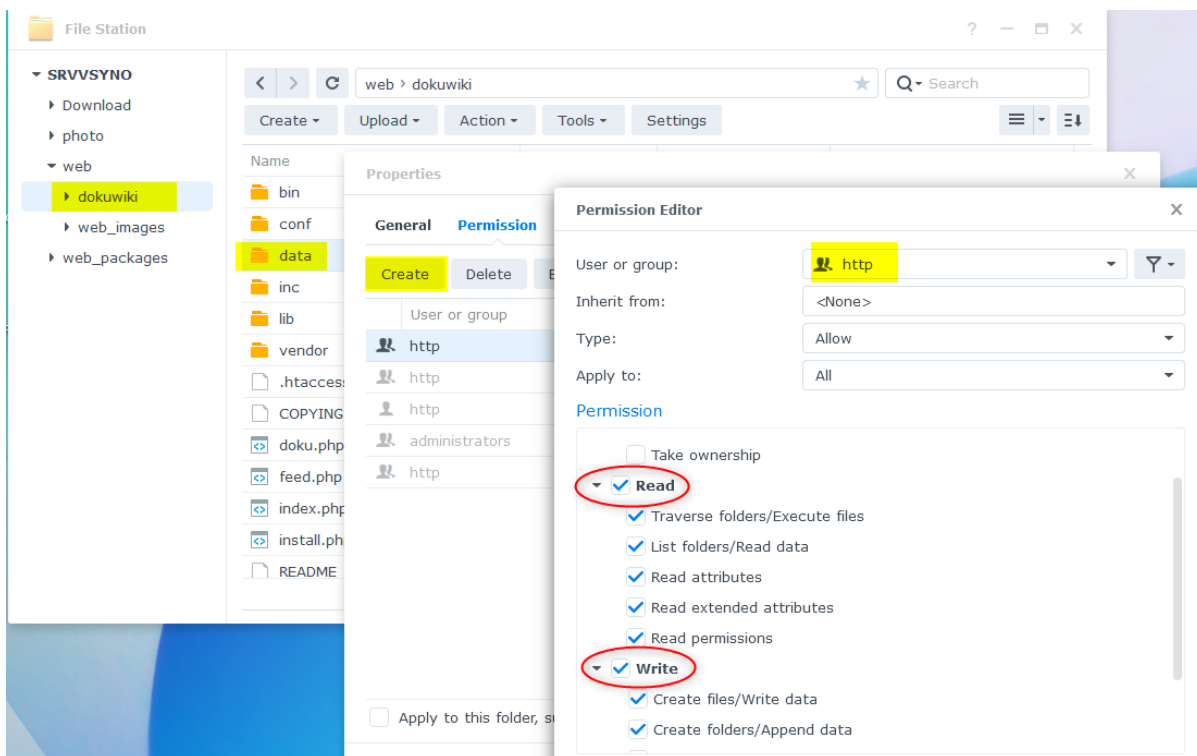 File Station
SRVVSYNO
Download
photo
web
dokuwiki
web_images
web_packages
web > dokuwiki
Search
Create
Upload
Action
Tools
Settings
Name
bin
conf
data
inc
lib
vendor
.htaccess
COPYING
doku.php
feed.php
index.php
install.ph
README
Properties
General
Permission
Create
Delete
E
User or group
http
http
http
administrators
http
Apply to this folder, su
Permission Editor
User or group:
http
Inherit from:
<None>
Type:
Allow
Apply to:
All
Permission
Take ownership
Read
Traverse folders/Execute files
List folders/Read data
Read attributes
Read extended attributes
Read permissions
Write
Create files/Write data
Create folders/Append data